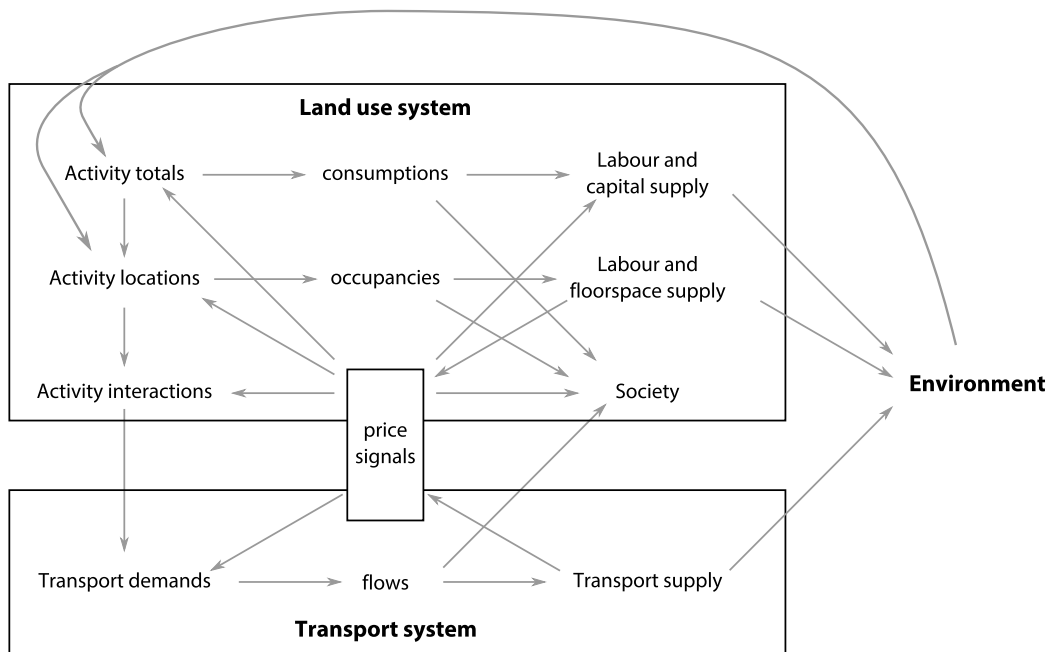 Land use system
Activity totals
consumptions
Labour and
capital supply
Activity locations
occupancies
Labour and
floorspace supply
Activity interactions
Society
Environment
price
signals
Transport demands
flows
Transport supply
Transport system